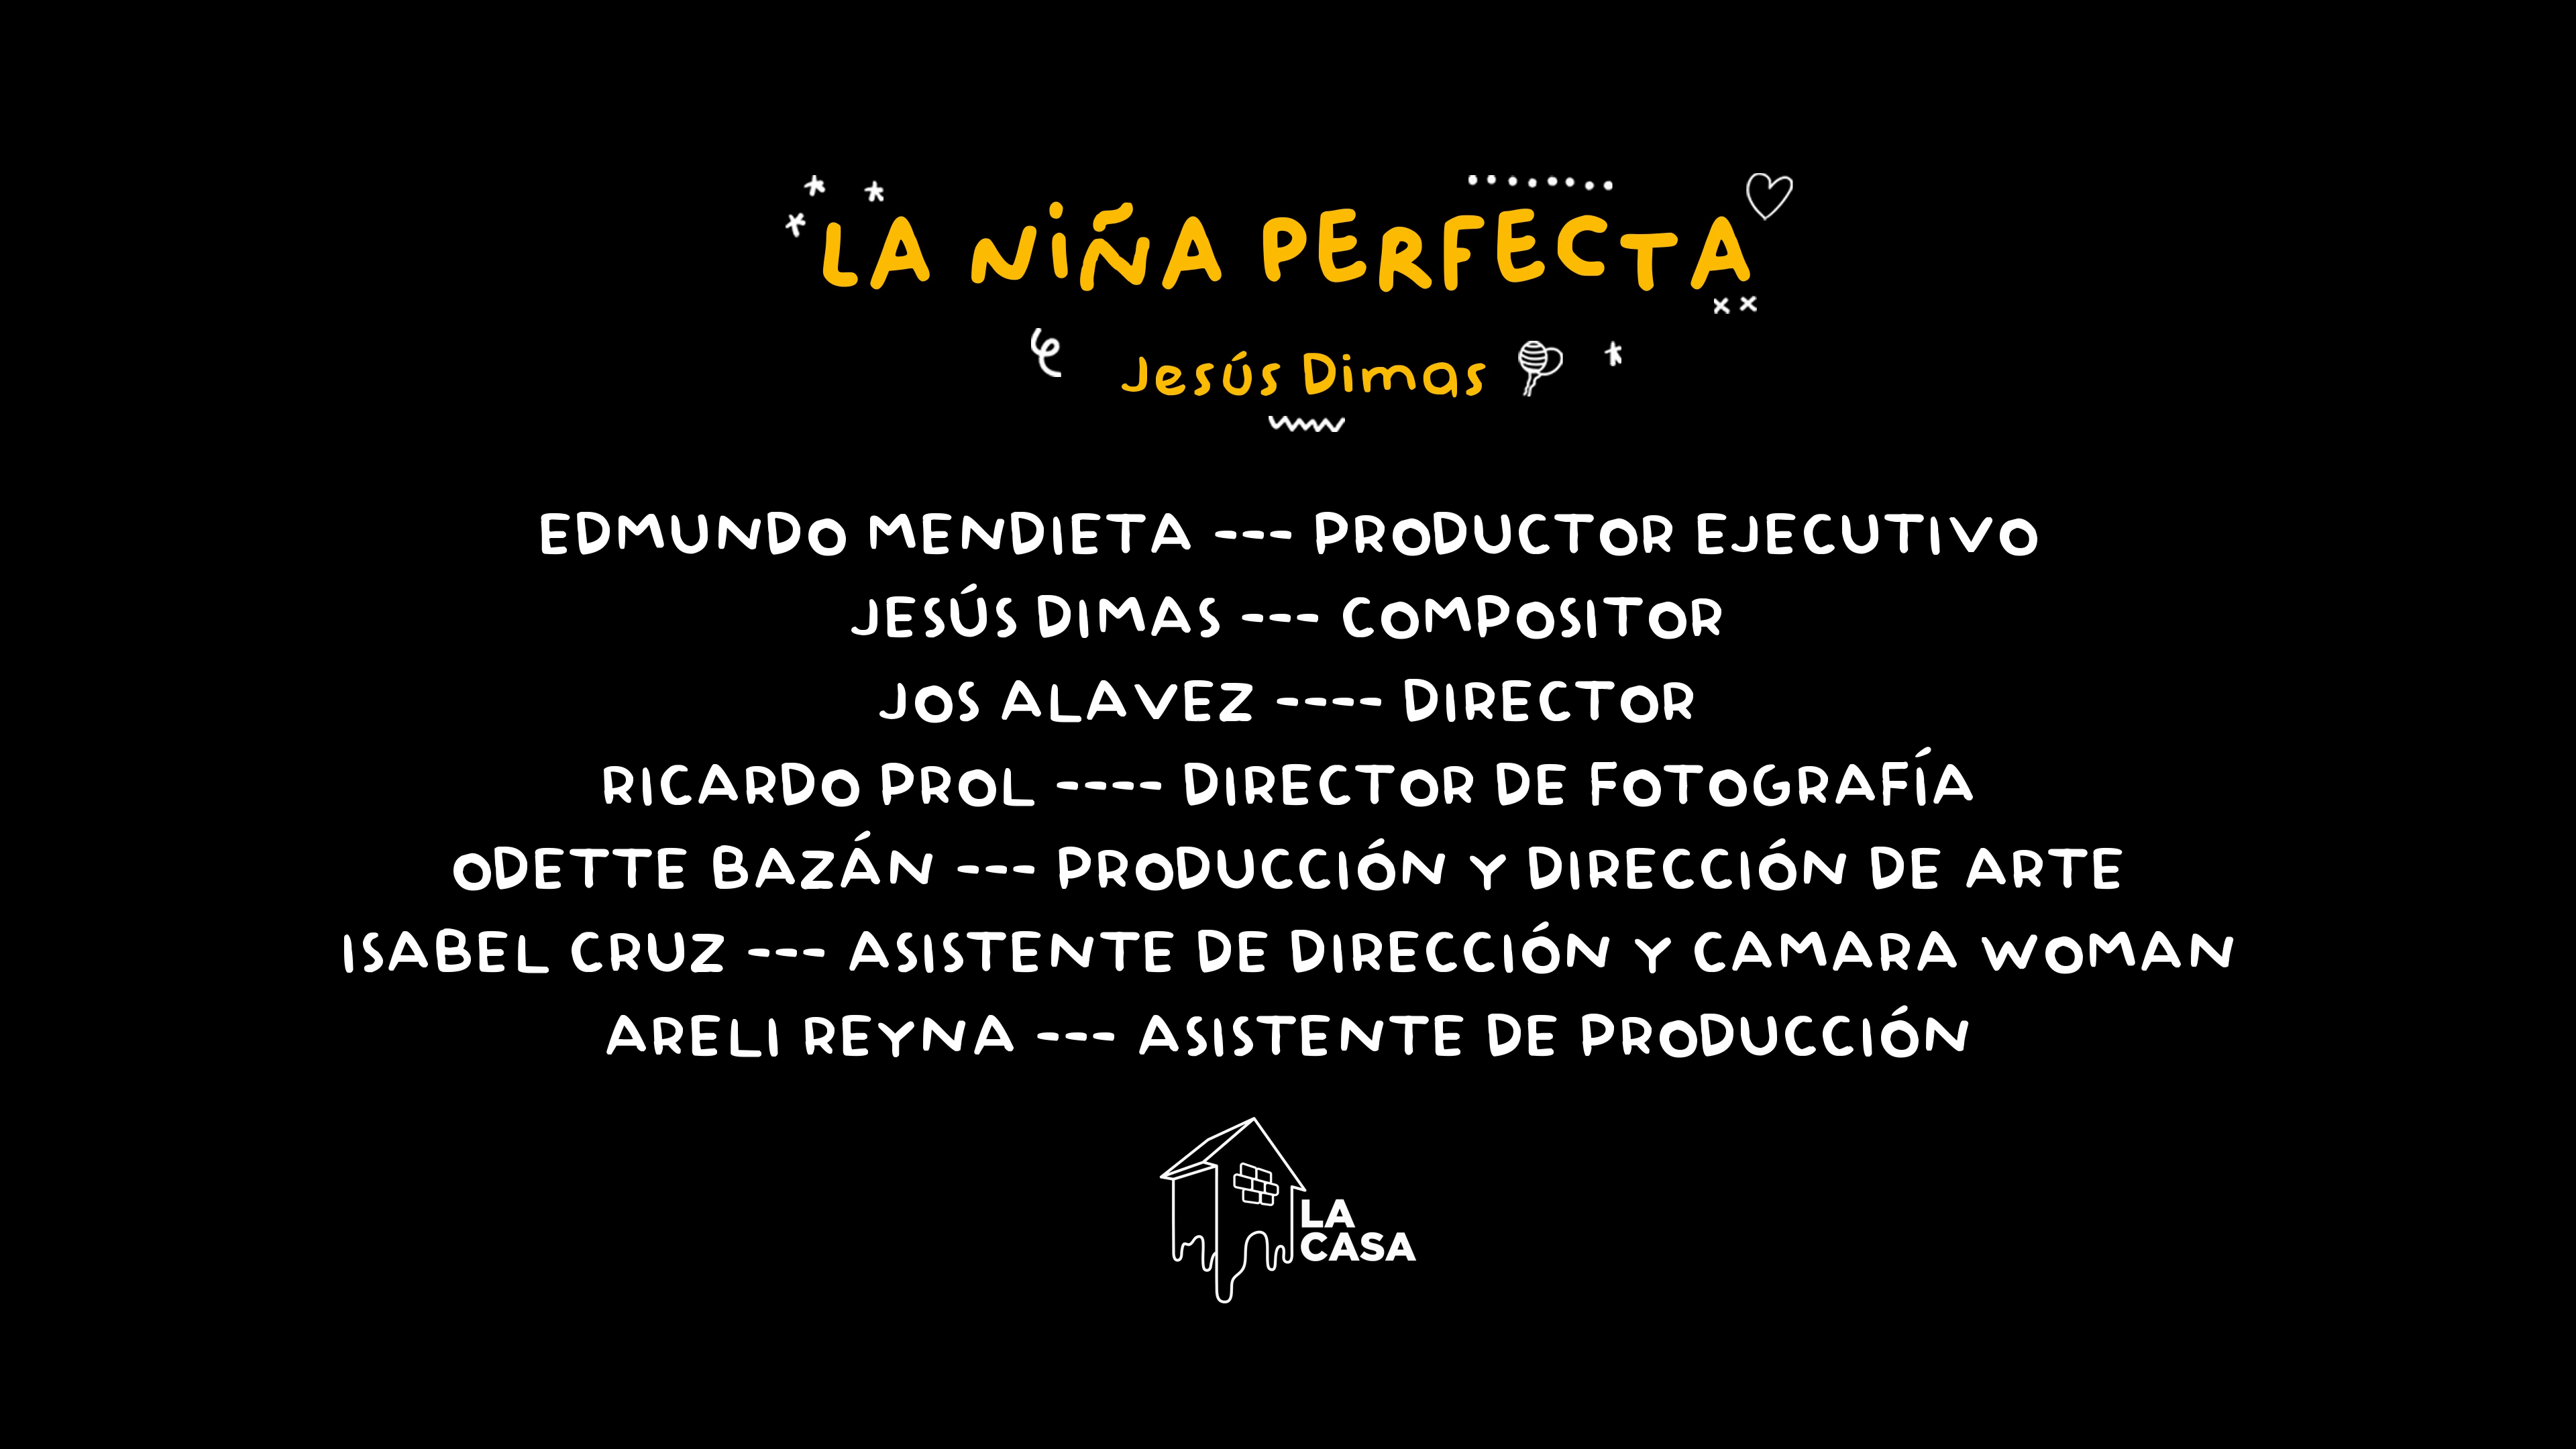 LA NIÑA PERFECTA
Jesús Dimas
EDMUNDO MENDIETA --- PRODUCTOR EJECUTIVO
JESÚS DIMAS --- COMPOSITOR
JOS ALAVEZ ---- DIRECTOR
RICARDO PROL ---- DIRECTOR DE FOTOGRAFÍA
ODETTE BAZÁN --- PRODUCCIÓN Y DIRECCIÓN DE ARTE
ISABEL CRUZ --- ASISTENTE DE DIRECCIÓN Y CAMARA WOMAN
ARELI REYNA --- ASISTENTE DE PRODUCCIÓN
LA
CASA